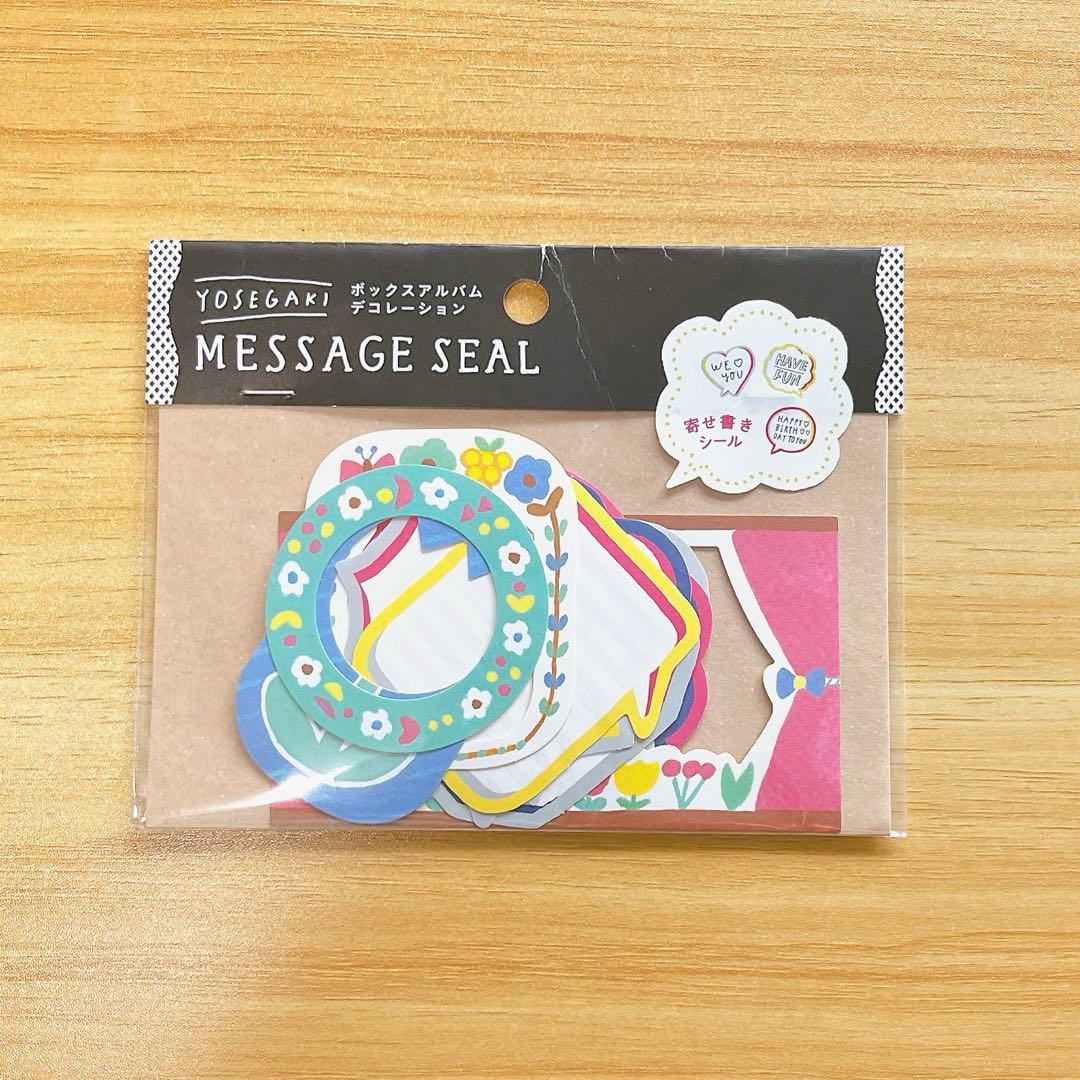 YOSEGAKI
ボックスアルバム
デコレーション
MESSAGE SEAL
WE♡
YOU
HAVE
FUN
寄せ書き
シール
HAPPY♡
BIRTH♡♡
DAY TO YOU